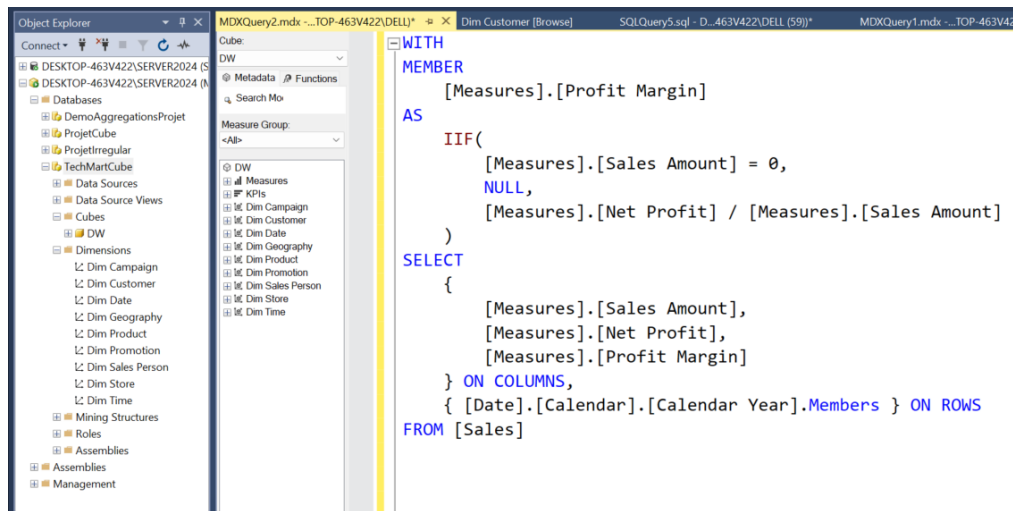 Object Explorer
Connect
DESKTOP-463V422\SERVER2024 (S
DESKTOP-463V422\SERVER2024 (M
Databases
DemoAggregationsProjet
ProjetCube
ProjetIrregular
TechMartCube
Data Sources
Data Source Views
Cubes
DW
Dimensions
Dim Campaign
Dim Customer
Dim Date
Dim Geography
Dim Product
Dim Promotion
Dim Sales Person
Dim Store
Dim Time
Mining Structures
Roles
Assemblies
Assemblies
Management
MDXQuery2.mdx -...TOP-463V422\DELL)* Dim Customer [Browse] SQLQuery5.sql - D...463V422\DELL (59))* MDXQuery1.mdx -...TOP-463V42
Cube:
DW
Metadata Functions
Search Mo
Measure Group:
<All>
DW
Measures
KPIs
Dim Campaign
Dim Customer
Dim Date
Dim Geography
Dim Product
Dim Promotion
Dim Sales Person
Dim Store
Dim Time
WITH
MEMBER
[Measures].[Profit Margin]
AS
IIF(
[Measures].[Sales Amount] = 0,
NULL,
[Measures].[Net Profit] / [Measures].[Sales Amount]
)
SELECT
{
[Measures].[Sales Amount],
[Measures].[Net Profit],
[Measures].[Profit Margin]
} ON COLUMNS,
{ [Date].[Calendar].[Calendar Year].Members } ON ROWS
FROM [Sales]